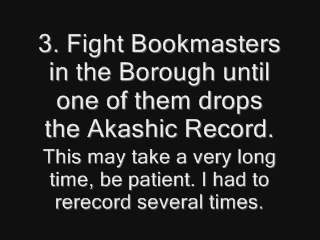 3. Fight Bookmasters
in the Borough until
one of them drops
the Akashic Record.
This may take a very long
time, be patient. I had to
rerecord several times.